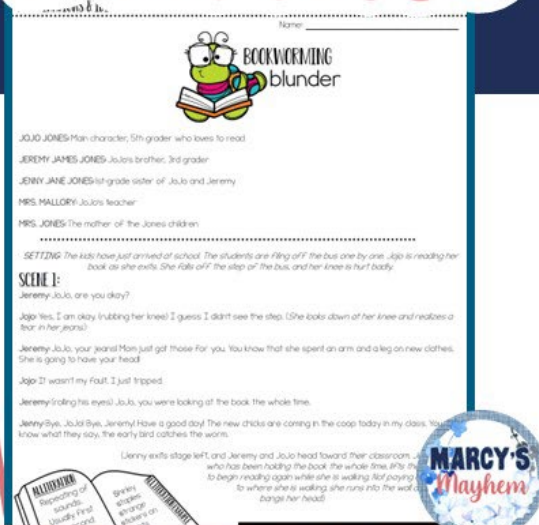 Name:
BOOKWORMING
blunder
JOJO JONES-Main character, 5th grader who loves to read
JEREMY JAMES JONES-JoJo's brother, 3rd grader
JENNY JANE JONES-1st-grade sister of JoJo and Jeremy
MRS. MALLORY-JoJo's teacher
MRS. JONES-The mother of the Jones children
SETTING: The kids have just arrived at school. The students are filing off the bus one by one. Jojo is reading her
book as she exits. She falls off the step of the bus, and her knee is hurt badly.
SCENE 1:
Jeremy-JoJo, are you okay?
Jojo-Yes, I am okay. (rubbing her knee) I guess I didn't see the step. (She looks down at her knee and realizes a
tear in her jeans.)
Jeremy-JoJo, your jeans! Mom just got those for you. You know that she spent an arm and a leg on new clothes.
She is going to have your head!
Jojo-It wasn't my fault. I just tripped.
Jeremy-(rolling his eyes) JoJo, you were looking at the book the whole time.
Jenny-Bye, JoJo! Bye, Jeremy! Have a good day! The new chicks are coming in the coop today in my class. You
know what they say, the early bird catches the worm.
(Jenny exits stage left, and Jeremy and JoJo head toward their classroom.
who has been holding the book the whole time, lifts the
to begin reading again while she is walking. Not paying
to where she is walking, she runs into the wall
bangs her head)
MARCY'S
Mayhem
ALLITERATION
Repeating of
sounds.
Usually first
Shirley
staples
strange
stickers on